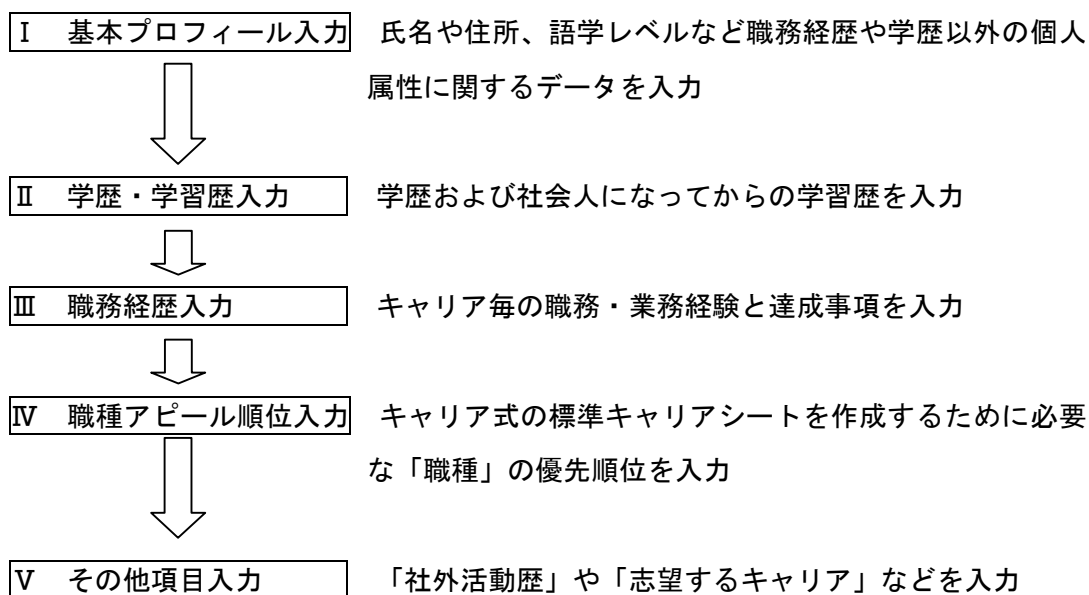 Ⅰ　基本プロフィール入力　氏名や住所、語学レベルなど職務経歴や学歴以外の個人
属性に関するデータを入力
Ⅱ　学歴・学習歴入力　学歴および社会人になってからの学習歴を入力
Ⅲ　職務経歴入力　キャリア毎の職務・業務経験と達成事項を入力
Ⅳ　職種アピール順位入力　キャリア式の標準キャリアシートを作成するために必要
な「職種」の優先順位を入力
Ⅴ　その他項目入力　「社外活動歴」や「志望するキャリア」などを入力